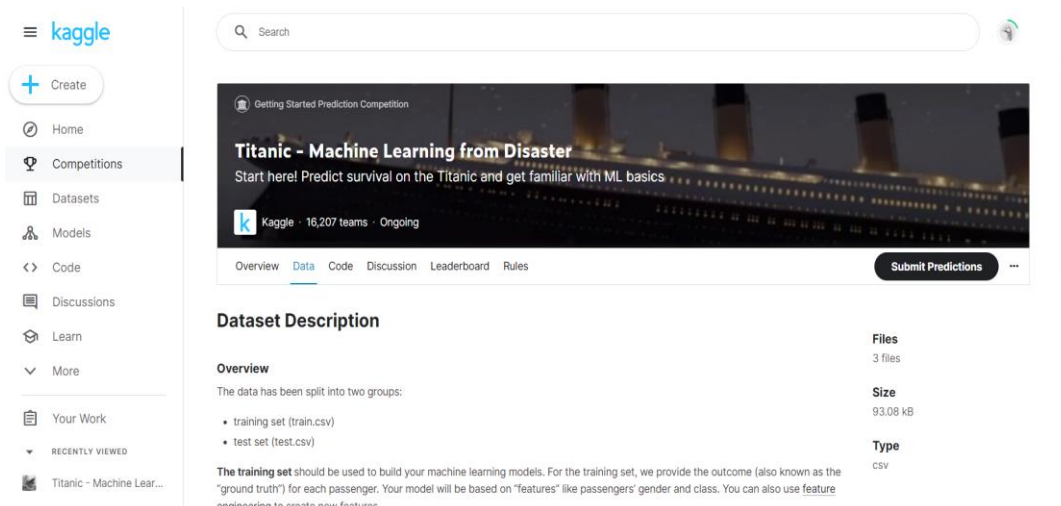 kaggle
Search
Create
Home
Competitions
Datasets
Models
Code
Discussions
Learn
More
Your Work
RECENTLY VIEWED
Titanic - Machine Lear...
Getting Started Prediction Competition
Titanic - Machine Learning from Disaster
Start here! Predict survival on the Titanic and get familiar with ML basics
k Kaggle · 16,207 teams · Ongoing
Overview Data Code Discussion Leaderboard Rules
Submit Predictions
Dataset Description
Overview
The data has been split into two groups:
• training set (train.csv)
• test set (test.csv)
The training set should be used to build your machine learning models. For the training set, we provide the outcome (also known as the
"ground truth") for each passenger. Your model will be based on "features" like passengers' gender and class. You can also use feature
engineering to create new features.
Files
3 files
Size
93.08 kB
Type
csv